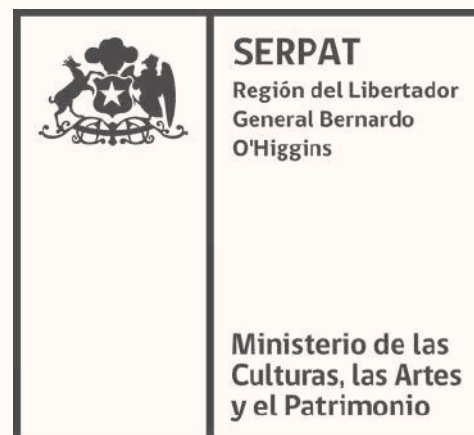 SERPAT
Región del Libertador
General Bernardo
O'Higgins
Ministerio de las
Culturas, las Artes
y el Patrimonio